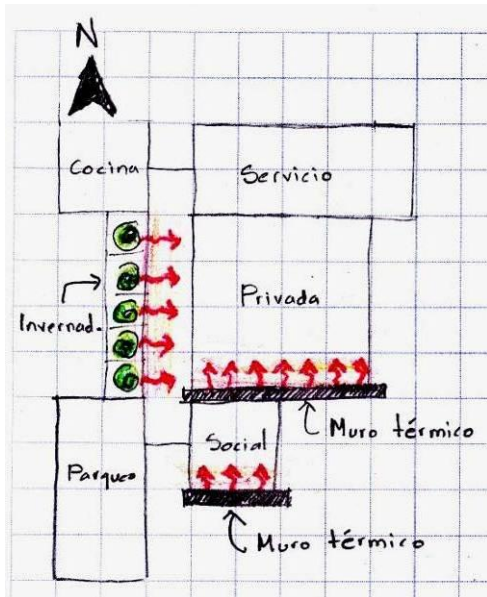 N
Cocina
Servicio
Invernad.
Privada
Muro térmico
Social
Parqueo
Muro térmico